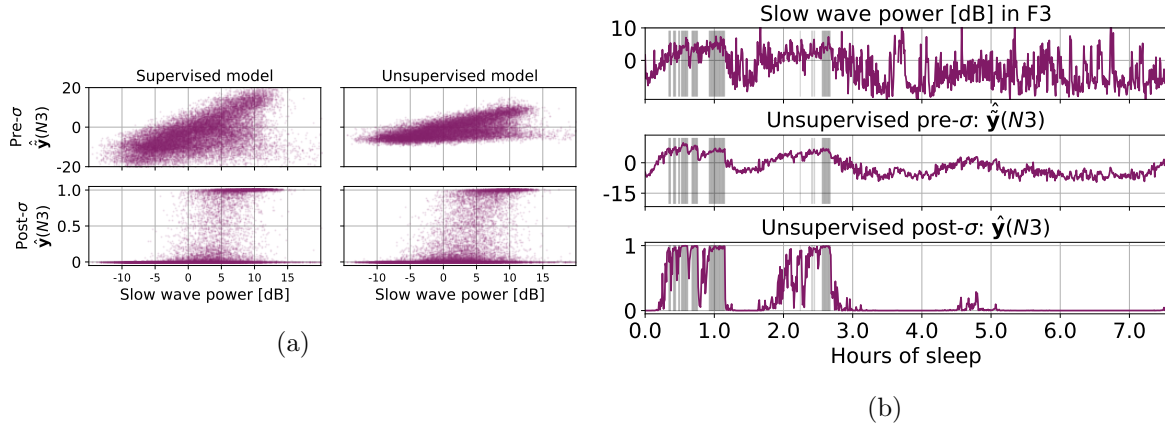 Supervised model
Unsupervised model
Pre-σ
ŷ̃(N3)
20
0
-20
Post-σ
ŷ(N3)
1.0
0.5
0
-10 -5 0 5 10 15
-10 -5 0 5 10 15
Slow wave power [dB]
Slow wave power [dB]
(a)
Slow wave power [dB] in F3
10
0
Unsupervised pre-σ: ŷ̃(N3)
0
-15
Unsupervised post-σ: ŷ(N3)
1
0
0.0 1.0 2.0 3.0 4.0 5.0 6.0 7.0
Hours of sleep
(b)